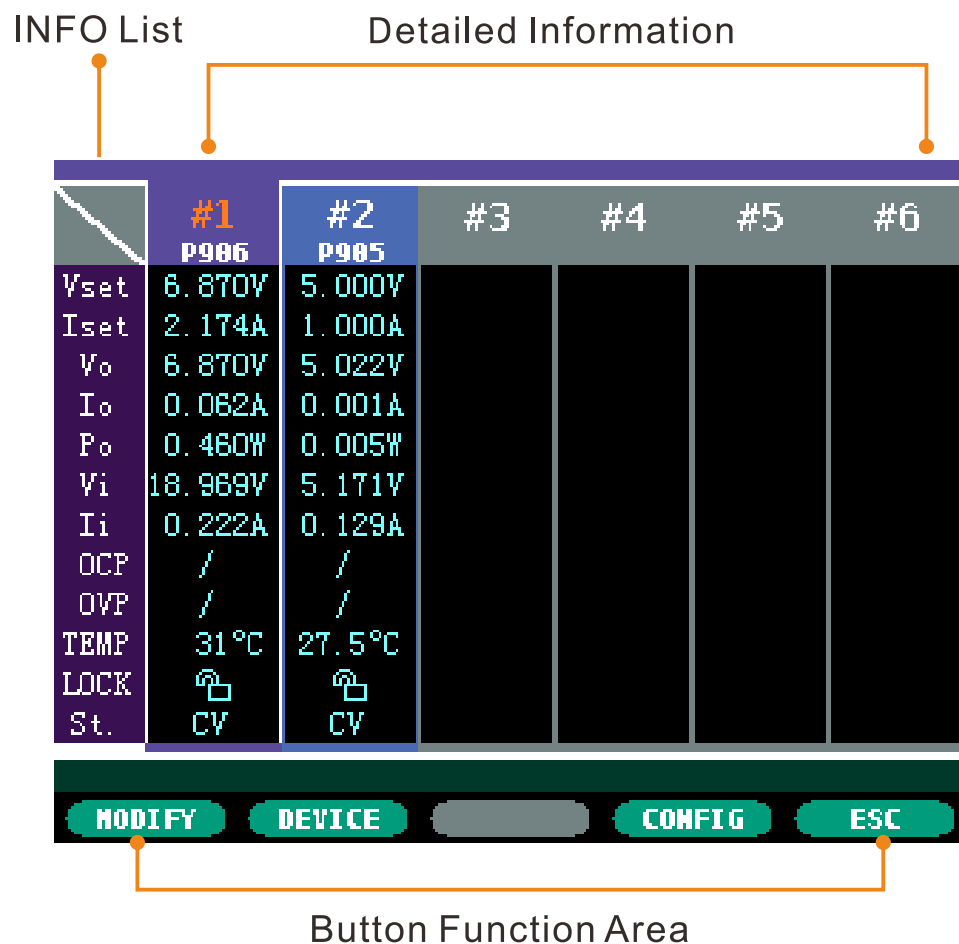 INFO List Detailed Information
#1 #2 #3 #4 #5 #6
P906 P905
Vset 6.870V 5.000V
Iset 2.174A 1.000A
Vo 6.870V 5.022V
Io 0.062A 0.001A
Po 0.460W 0.005W
Vi 18.969V 5.171V
Ii 0.222A 0.129A
OCP / /
OVP / /
TEMP 31°C 27.5°C
LOCK
St. CV CV
MODIFY DEVICE CONFIG ESC
Button Function Area